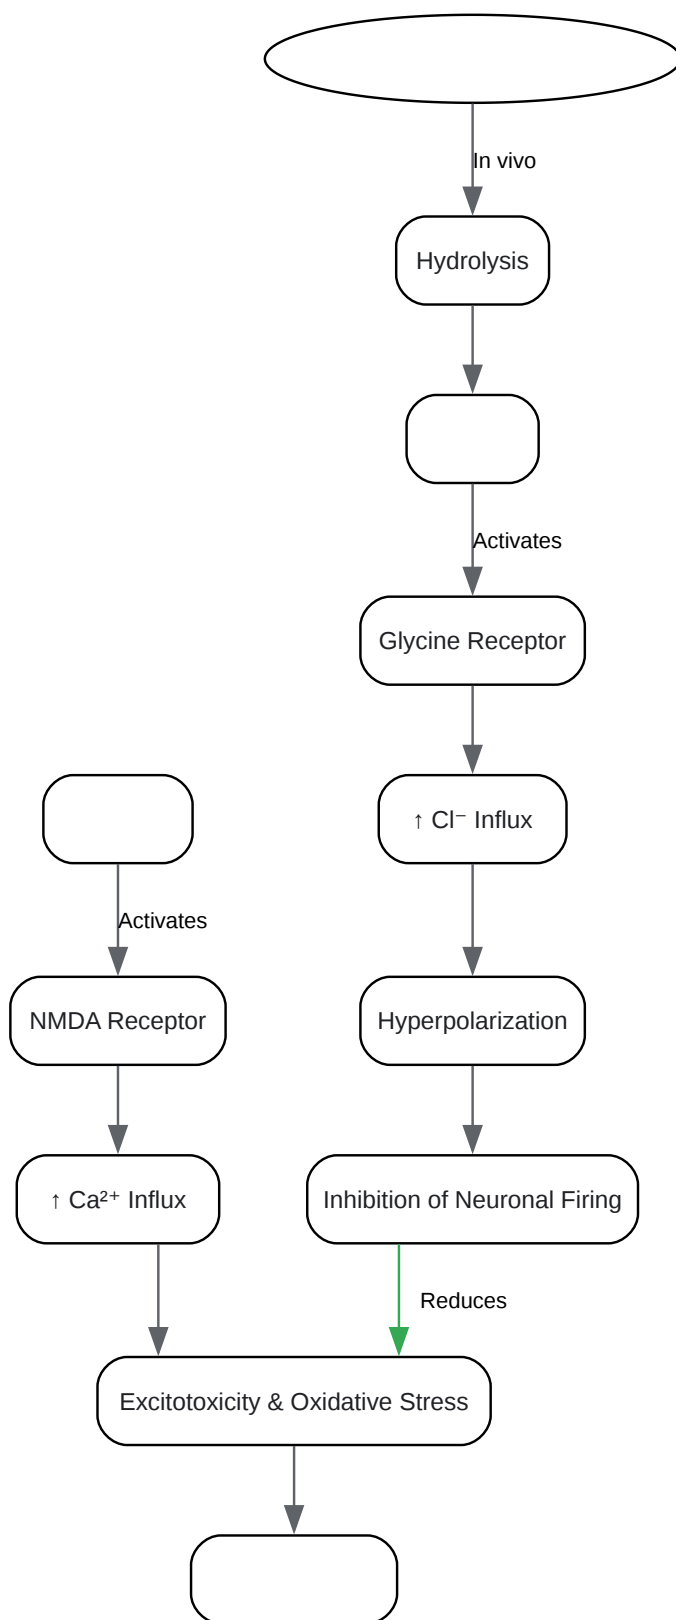 In vivo
Hydrolysis
Activates
Glycine Receptor
↑ Cl⁻ Influx
Activates
NMDA Receptor
Hyperpolarization
↑ Ca²⁺ Influx
Inhibition of Neuronal Firing
Reduces
Excitotoxicity & Oxidative Stress